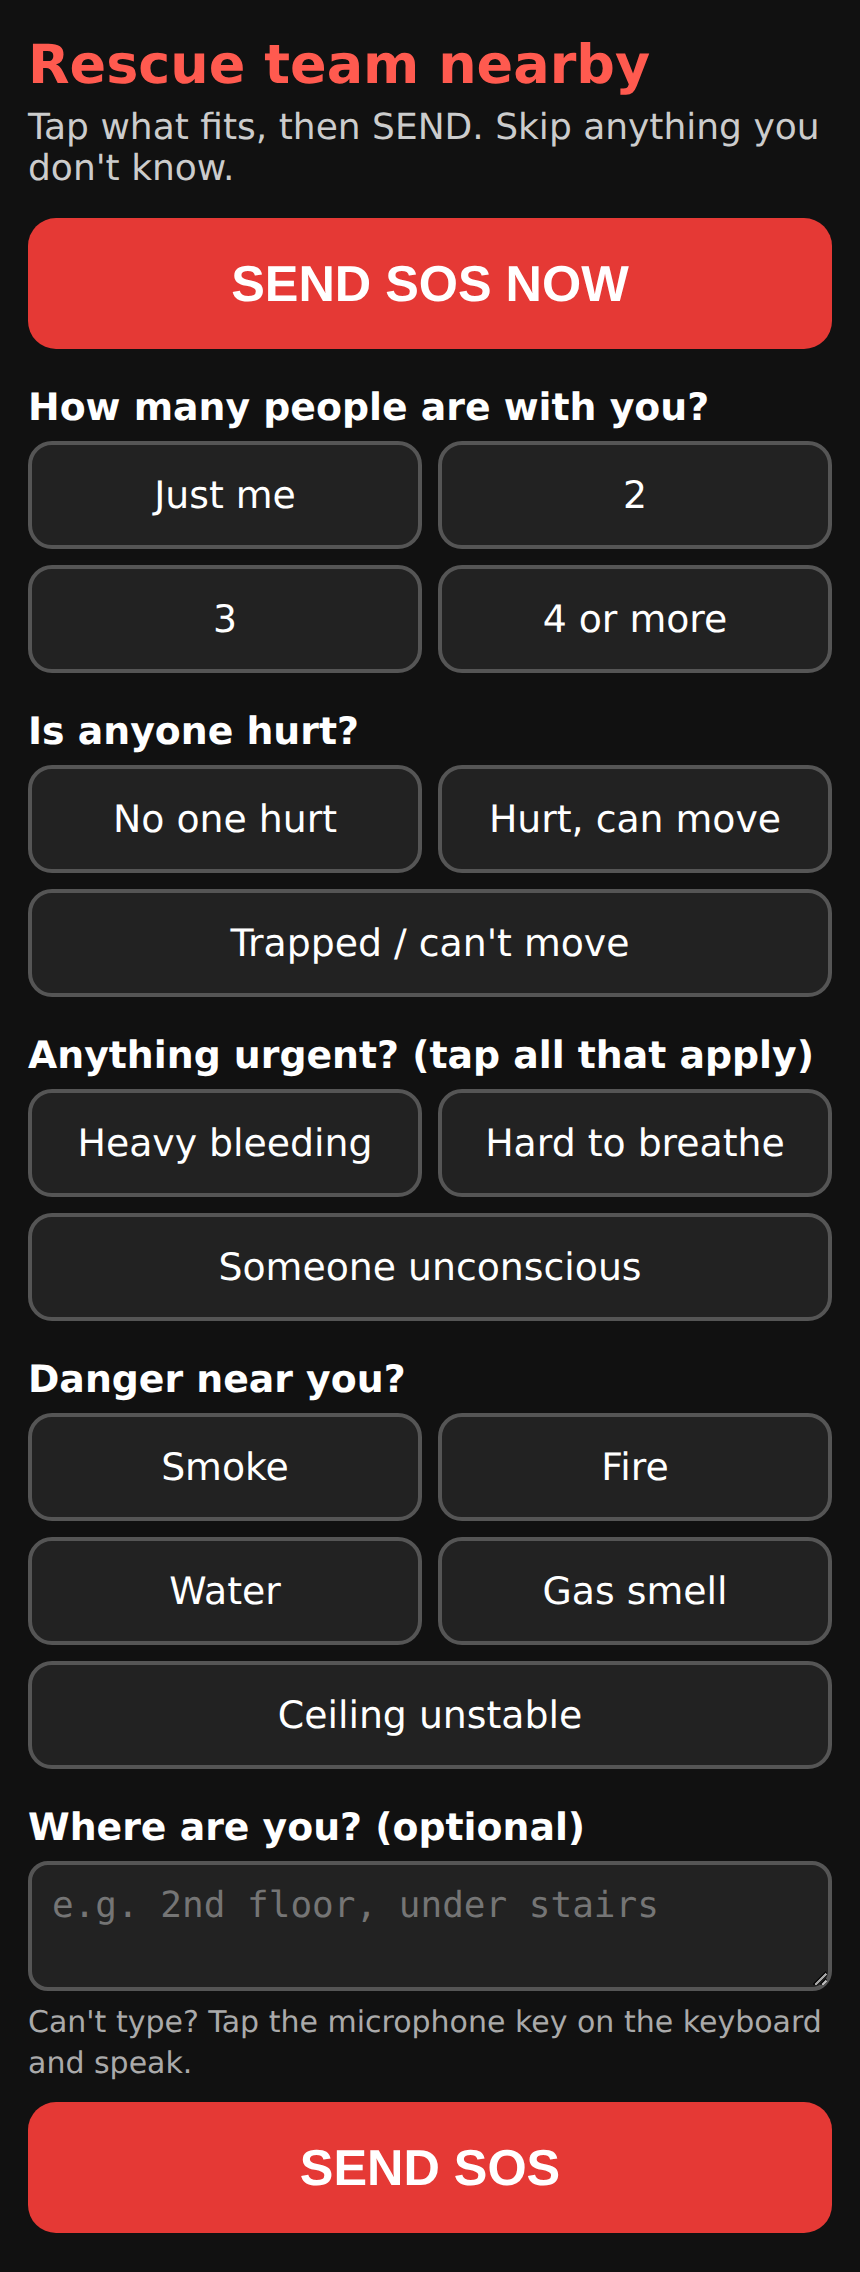 Rescue team nearby
Tap what fits, then SEND. Skip anything you
don't know.
SEND SOS NOW
How many people are with you?
Just me
2
3
4 or more
Is anyone hurt?
No one hurt
Hurt, can move
Trapped / can't move
Anything urgent? (tap all that apply)
Heavy bleeding
Hard to breathe
Someone unconscious
Danger near you?
Smoke
Fire
Water
Gas smell
Ceiling unstable
Where are you? (optional)
e.g. 2nd floor, under stairs
Can't type? Tap the microphone key on the keyboard
and speak.
SEND SOS